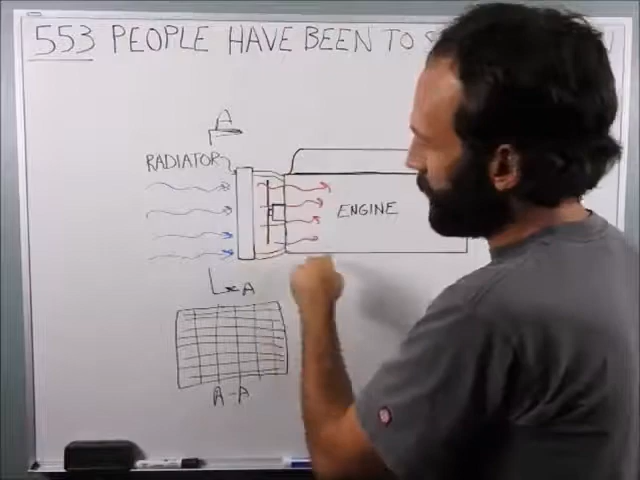 553 PEOPLE HAVE BEEN TO
A
RADIATOR
ENGINE
A
A-A